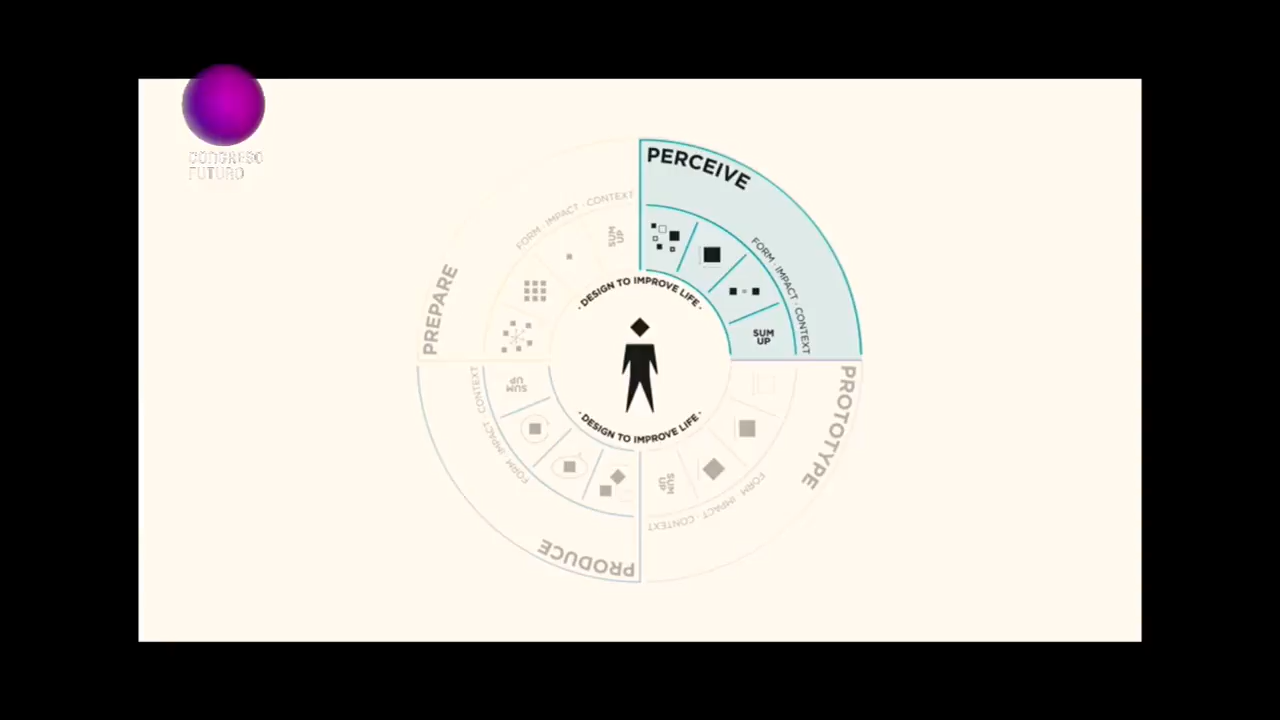 CONGRESO
FUTURO
PERCEIVE
FORM · IMPACT · CONTEXT
SUM
UP
PROTOTYPE
FORM · IMPACT · CONTEXT
SUM
UP
PRODUCE
FORM · IMPACT · CONTEXT
SUM
UP
PREPARE
FORM · IMPACT · CONTEXT
SUM
UP
· DESIGN TO IMPROVE LIFE ·
· DESIGN TO IMPROVE LIFE ·